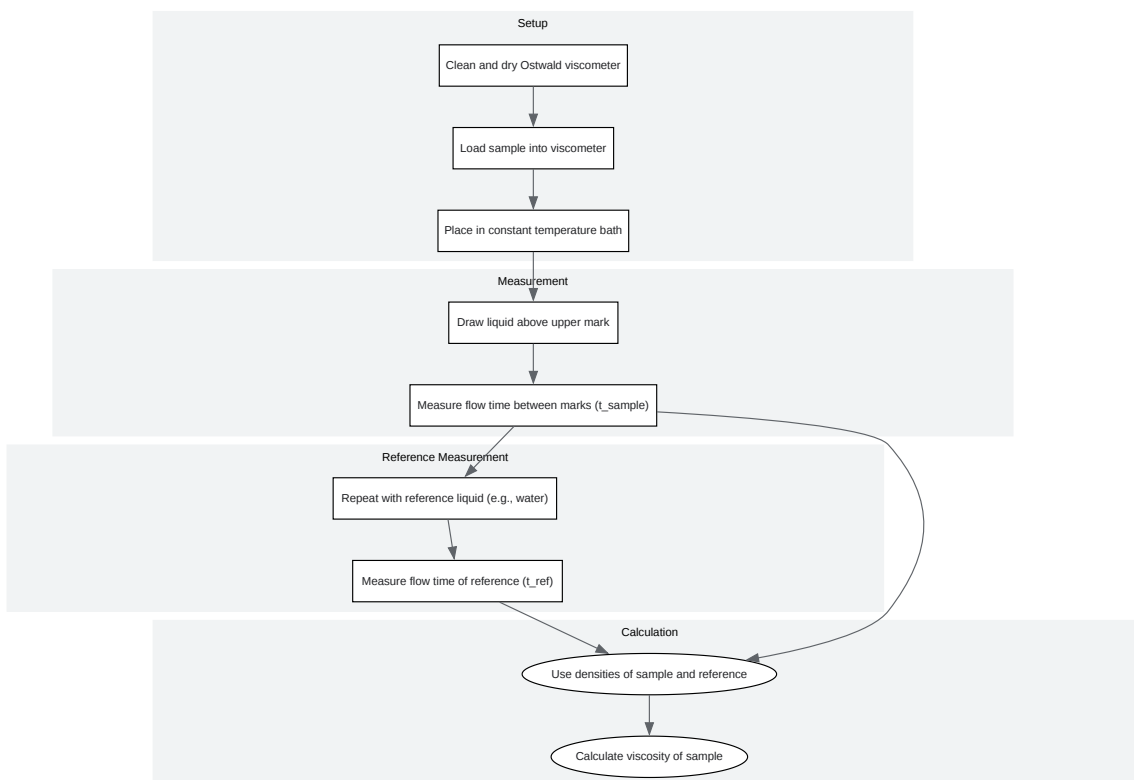 Setup
Clean and dry Ostwald viscometer
Load sample into viscometer
Place in constant temperature bath
Measurement
Draw liquid above upper mark
Measure flow time between marks (t_sample)
Reference Measurement
Repeat with reference liquid (e.g., water)
Measure flow time of reference (t_ref)
Calculation
Use densities of sample and reference
Calculate viscosity of sample